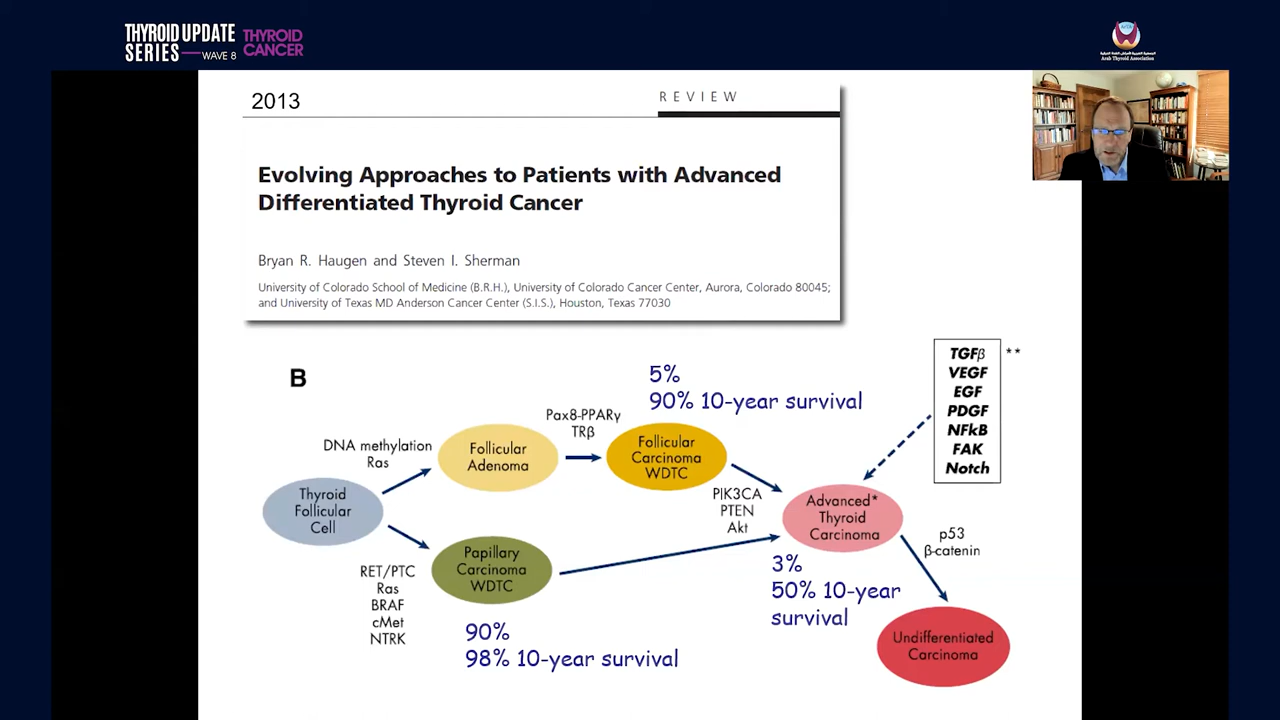 THYROID UPDATE
SERIES — WAVE 8
THYROID
CANCER
Arab Thyroid Association
2013
REVIEW
Evolving Approaches to Patients with Advanced
Differentiated Thyroid Cancer
Bryan R. Haugen and Steven I. Sherman
University of Colorado School of Medicine (B.R.H.), University of Colorado Cancer Center, Aurora, Colorado 80045;
and University of Texas MD Anderson Cancer Center (S.I.S.), Houston, Texas 77030
B
5%
90% 10-year survival
TGFβ **
VEGF
EGF
PDGF
NFkB
FAK
Notch
DNA methylation
Ras
Follicular
Adenoma
Pax8-PPARγ
TRβ
Follicular
Carcinoma
WDTC
Thyroid
Follicular
Cell
PIK3CA
PTEN
Akt
Advanced*
Thyroid
Carcinoma
p53
β-catenin
RET/PTC
Ras
BRAF
cMet
NTRK
Papillary
Carcinoma
WDTC
3%
50% 10-year
survival
90%
98% 10-year survival
Undifferentiated
Carcinoma